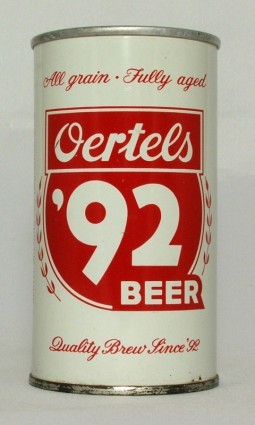 All grain · Fully aged
Oertels
'92
BEER
Quality Brew Since '92